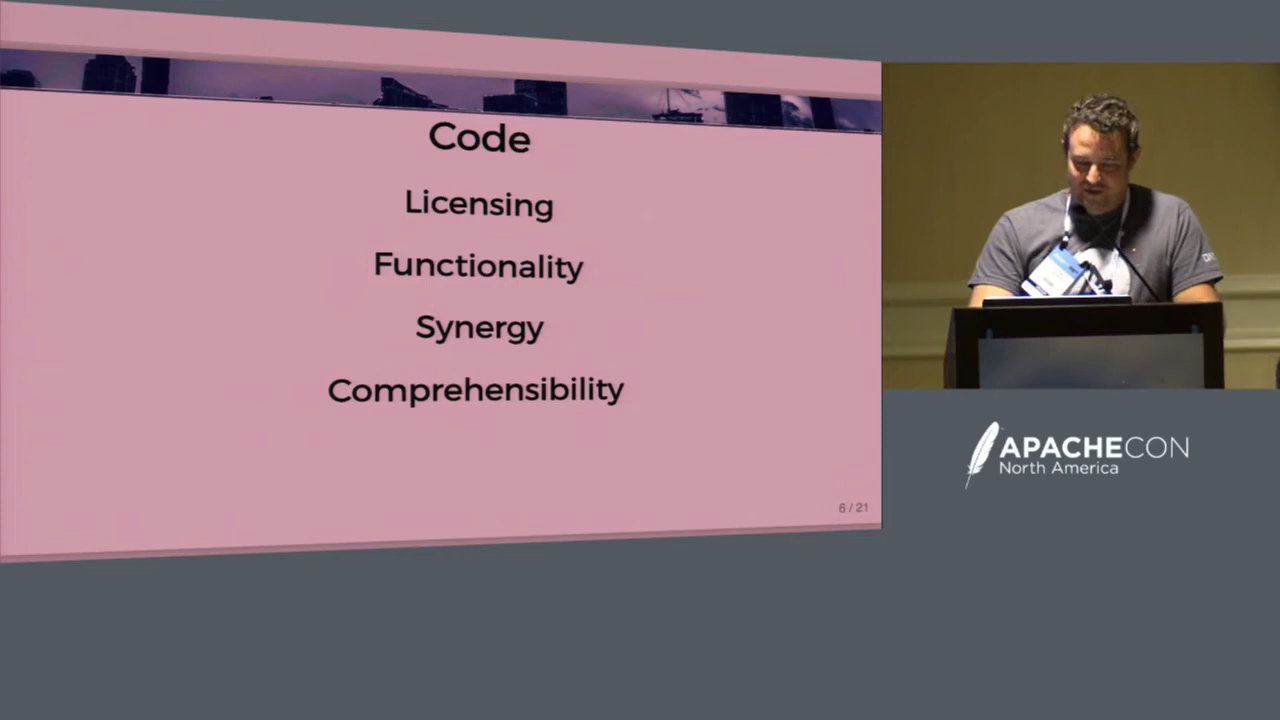 Code
Licensing
Functionality
Synergy
Comprehensibility
6 / 21
APACHECON
North America